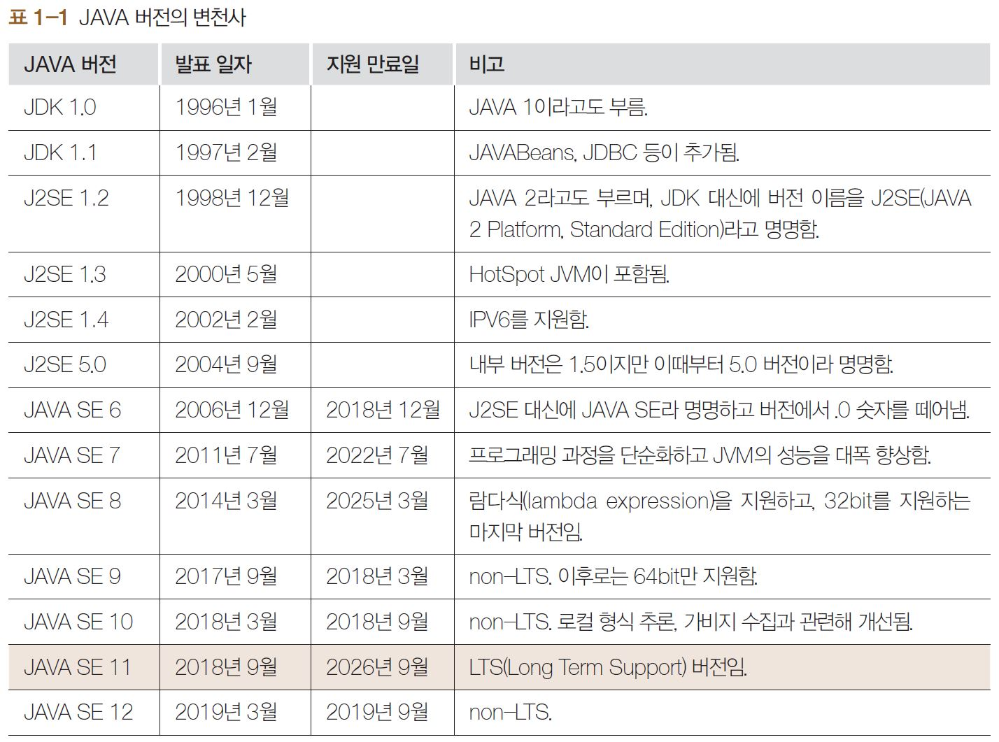 표 1-1 JAVA 버전의 변천사
JAVA 버전 발표 일자 지원 만료일 비고
JDK 1.0 1996년 1월 JAVA 1이라고도 부름.
JDK 1.1 1997년 2월 JAVABeans, JDBC 등이 추가됨.
J2SE 1.2 1998년 12월 JAVA 2라고도 부르며, JDK 대신에 버전 이름을 J2SE(JAVA
2 Platform, Standard Edition)라고 명명함.
J2SE 1.3 2000년 5월 HotSpot JVM이 포함됨.
J2SE 1.4 2002년 2월 IPV6를 지원함.
J2SE 5.0 2004년 9월 내부 버전은 1.5이지만 이때부터 5.0 버전이라 명명함.
JAVA SE 6 2006년 12월 2018년 12월 J2SE 대신에 JAVA SE라 명명하고 버전에서 .0 숫자를 떼어냄.
JAVA SE 7 2011년 7월 2022년 7월 프로그래밍 과정을 단순화하고 JVM의 성능을 대폭 향상함.
JAVA SE 8 2014년 3월 2025년 3월 람다식(lambda expression)을 지원하고, 32bit를 지원하는
마지막 버전임.
JAVA SE 9 2017년 9월 2018년 3월 non-LTS. 이후로는 64bit만 지원함.
JAVA SE 10 2018년 3월 2018년 9월 non-LTS. 로컬 형식 추론, 가비지 수집과 관련해 개선됨.
JAVA SE 11 2018년 9월 2026년 9월 LTS(Long Term Support) 버전임.
JAVA SE 12 2019년 3월 2019년 9월 non-LTS.